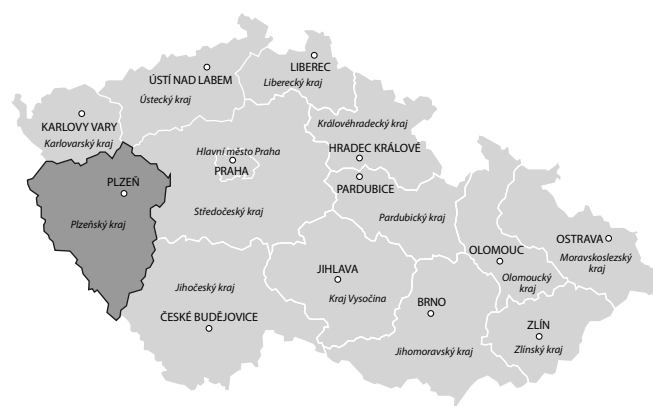 LIBEREC
Liberecký kraj
ÚSTÍ NAD LABEM
Ústecký kraj
KARLOVY VARY
Karlovarský kraj
Královéhradecký kraj
HRADEC KRÁLOVÉ
Hlavní město Praha
PRAHA
Středočeský kraj
PLZEŇ
Plzeňský kraj
PARDUBICE
Pardubický kraj
OLOMOUC
Olomoucký
kraj
OSTRAVA
Moravskoslezský
kraj
JIHLAVA
Kraj Vysočina
Jihočeský kraj
ČESKÉ BUDĚJOVICE
BRNO
Jihomoravský kraj
ZLÍN
Zlínský kraj